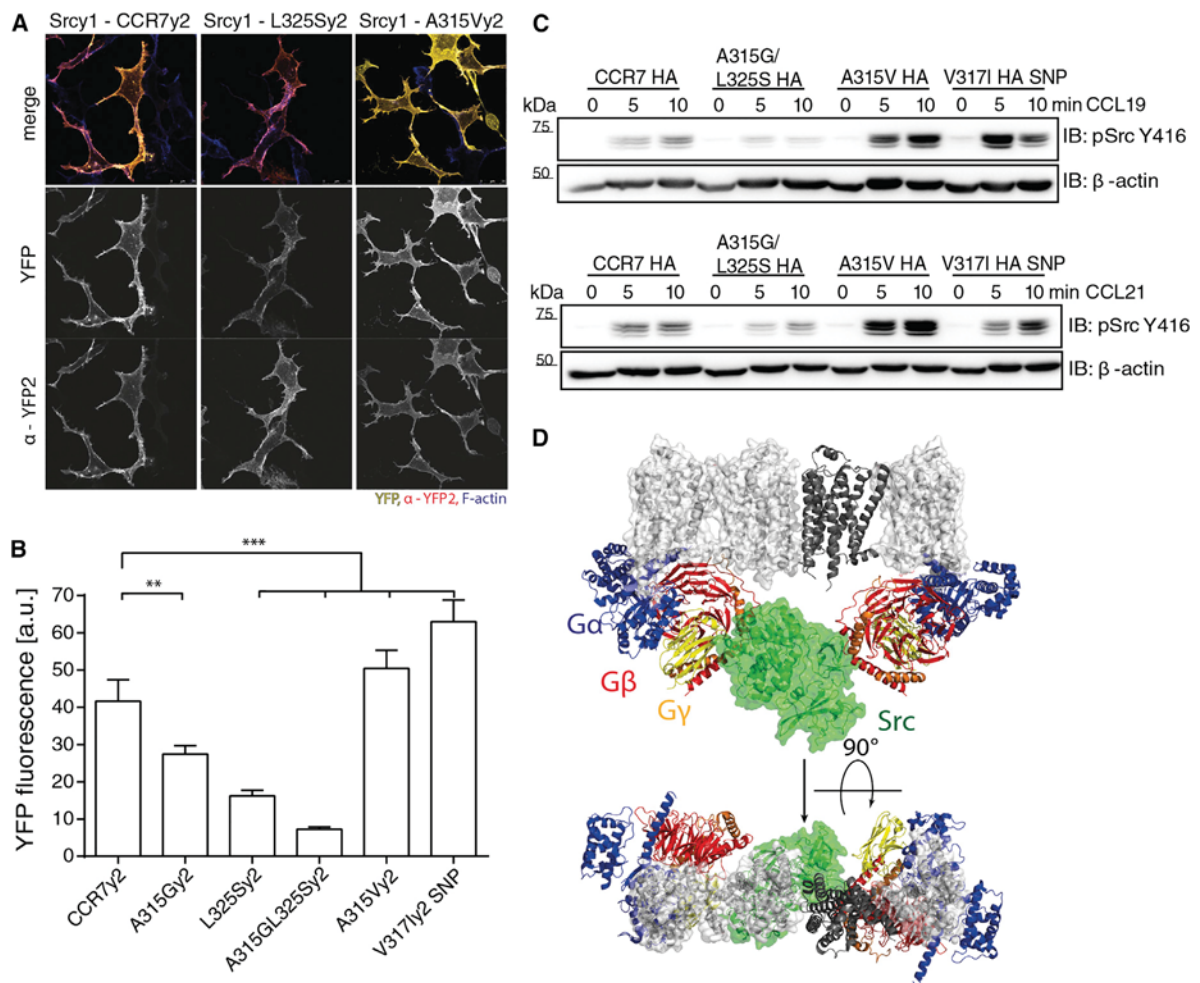 A
Srcy1 - CCR7y2 Srcy1 - L325Sy2 Srcy1 - A315Vy2
merge
YFP
α - YFP2
YFP, α - YFP2, F-actin
B
***
**
YFP fluorescence [a.u.]
70
60
50
40
30
20
10
0
CCR7y2
A315Gy2
L325Sy2
A315GL325Sy2
A315Vy2
V317Iy2 SNP
C
A315G/
CCR7 HA L325S HA A315V HA V317I HA SNP
kDa 0 5 10 0 5 10 0 5 10 0 5 10 min CCL19
75
IB: pSrc Y416
50
IB: β -actin
A315G/
CCR7 HA L325S HA A315V HA V317I HA SNP
kDa 0 5 10 0 5 10 0 5 10 0 5 10 min CCL21
75
IB: pSrc Y416
50
IB: β -actin
D
Gα
Gβ
Gγ
Src
90°